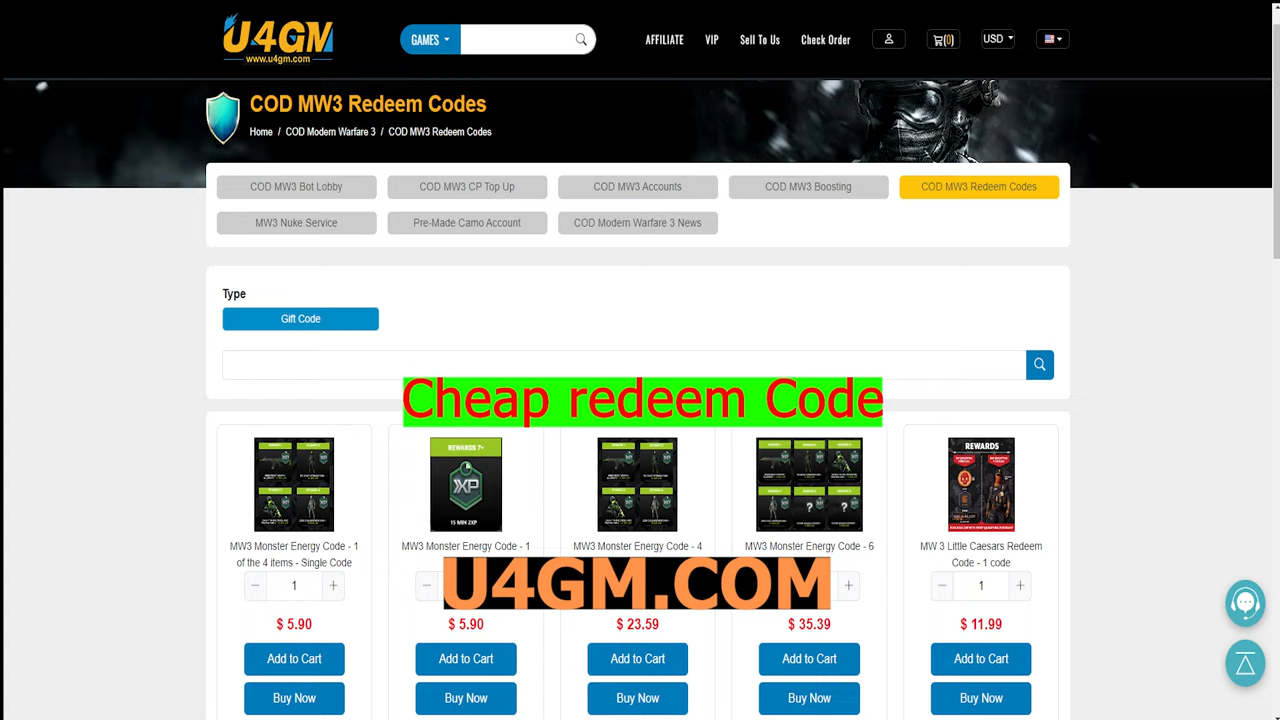 U4GM
www.u4gm.com
GAMES
AFFILIATE
VIP
Sell To Us
Check Order
(0)
USD
COD MW3 Redeem Codes
Home / COD Modern Warfare 3 / COD MW3 Redeem Codes
COD MW3 Bot Lobby
COD MW3 CP Top Up
COD MW3 Accounts
COD MW3 Boosting
COD MW3 Redeem Codes
MW3 Nuke Service
Pre-Made Camo Account
COD Modern Warfare 3 News
Type
Gift Code
Cheap redeem Code
REWARDS 7+
XP
15 MIN 2XP
REWARDS
MW3 Monster Energy Code - 1
of the 4 items - Single Code
MW3 Monster Energy Code - 1
MW3 Monster Energy Code - 4
MW3 Monster Energy Code - 6
MW 3 Little Caesars Redeem
Code - 1 code
− 1 +
−
U4GM.COM
+
− 1 +
$ 5.90
$ 5.90
$ 23.59
$ 35.39
$ 11.99
Add to Cart
Add to Cart
Add to Cart
Add to Cart
Add to Cart
Buy Now
Buy Now
Buy Now
Buy Now
Buy Now